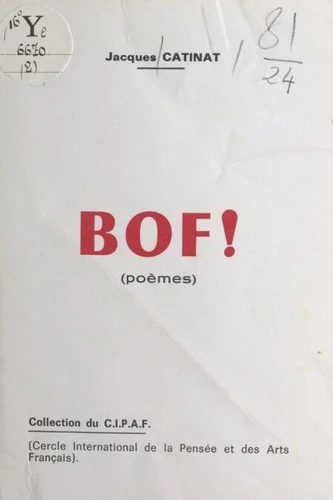 16° Ye
6670
(2)
81
24
Jacques CATINAT
BOF!
(poèmes)
Collection du C.I.P.A.F.
(Cercle International de la Pensée et des Arts
Français).